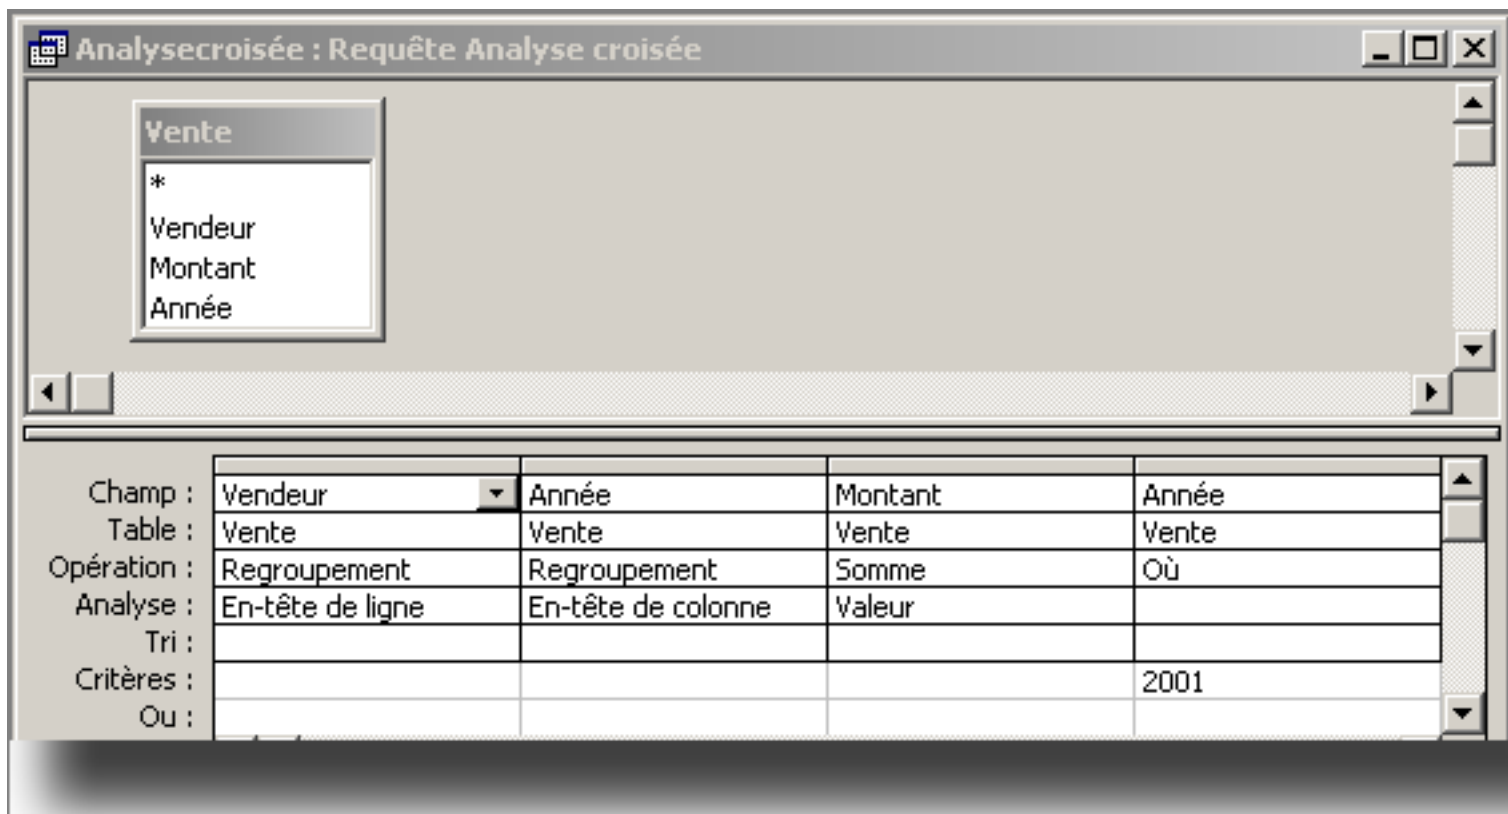 Analysecroisée : Requête Analyse croisée
Vente
*
Vendeur
Montant
Année
Champ : Vendeur Année Montant Année
Table : Vente Vente Vente Vente
Opération : Regroupement Regroupement Somme Où
Analyse : En-tête de ligne En-tête de colonne Valeur
Tri :
Critères : 2001
Ou :